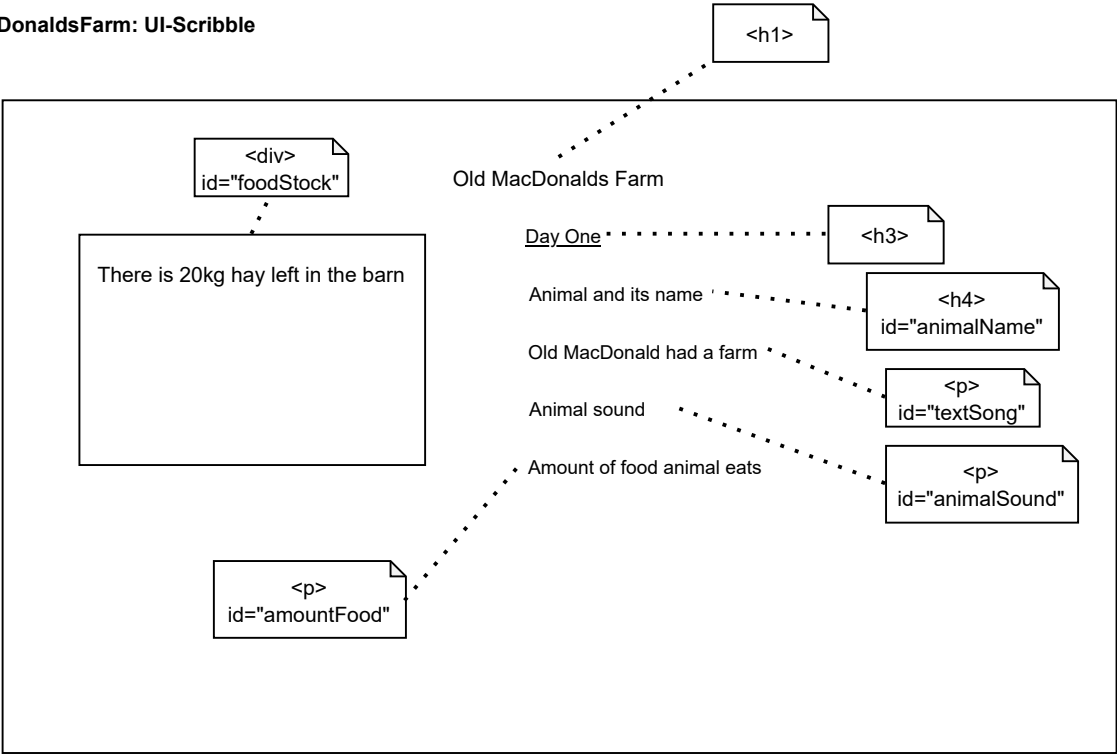 DonaldsFarm: UI-Scribble
<h1>
<div>
id="foodStock"
Old MacDonalds Farm
Day One
<h3>
There is 20kg hay left in the barn
Animal and its name
<h4>
id="animalName"
Old MacDonald had a farm
<p>
id="textSong"
Animal sound
<p>
id="animalSound"
Amount of food animal eats
<p>
id="amountFood"